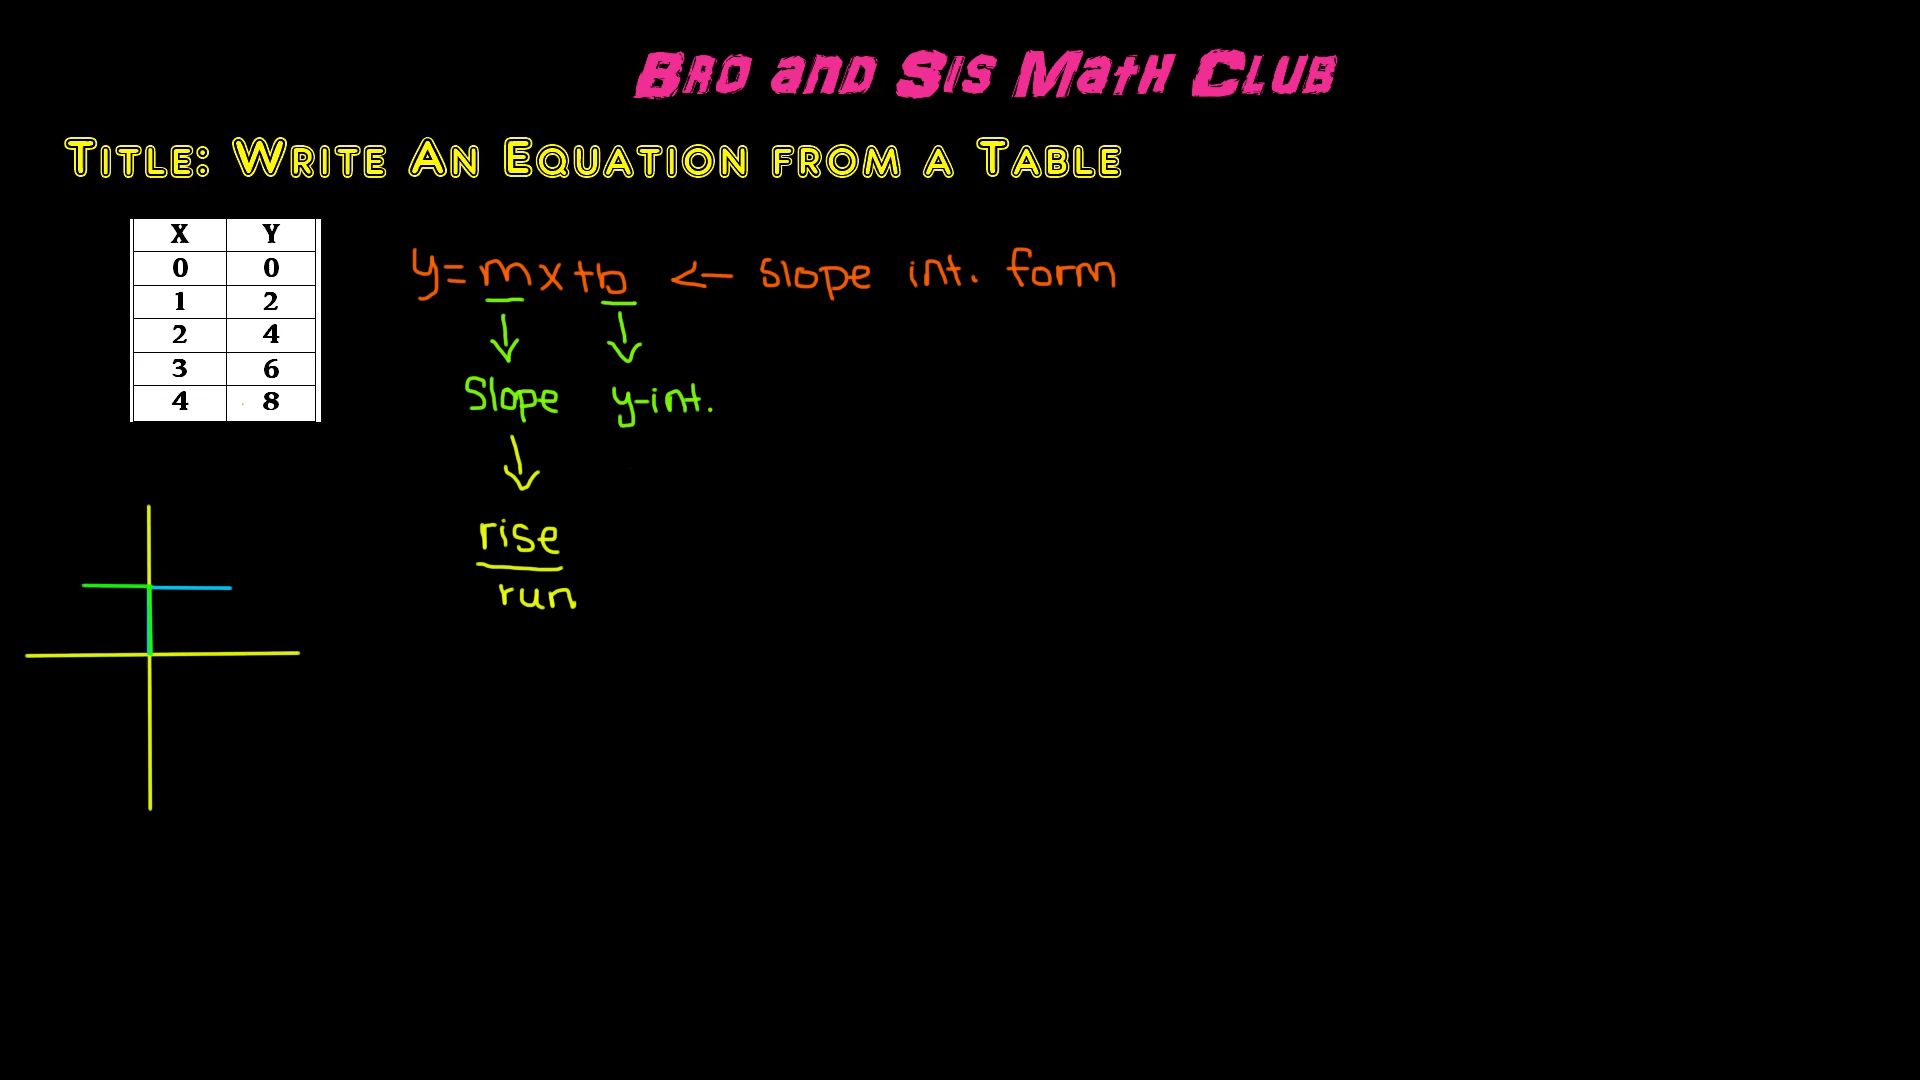 Bro and Sis Math Club
Title: Write An Equation from a Table
X Y
0 0
1 2
2 4
3 6
4 8
y=mx+b <— slope int. form
Slope y-int.
rise
run